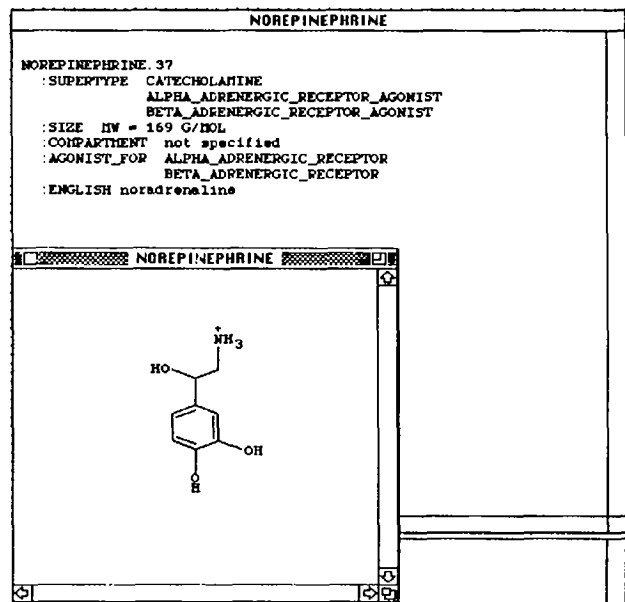 NOREPINEPHRINE
NOREPINEPHRINE.37
:SUPERTYPE CATECHOLAMINE
ALPHA_ADRENERGIC_RECEPTOR_AGONIST
BETA_ADRENERGIC_RECEPTOR_AGONIST
:SIZE MW = 169 G/MOL
:COMPARTMENT not specified
:AGONIST_FOR ALPHA_ADRENERGIC_RECEPTOR
BETA_ADRENERGIC_RECEPTOR
:ENGLISH noradrenaline
NOREPINEPHRINE
+
NH3
HO
OH
O
H